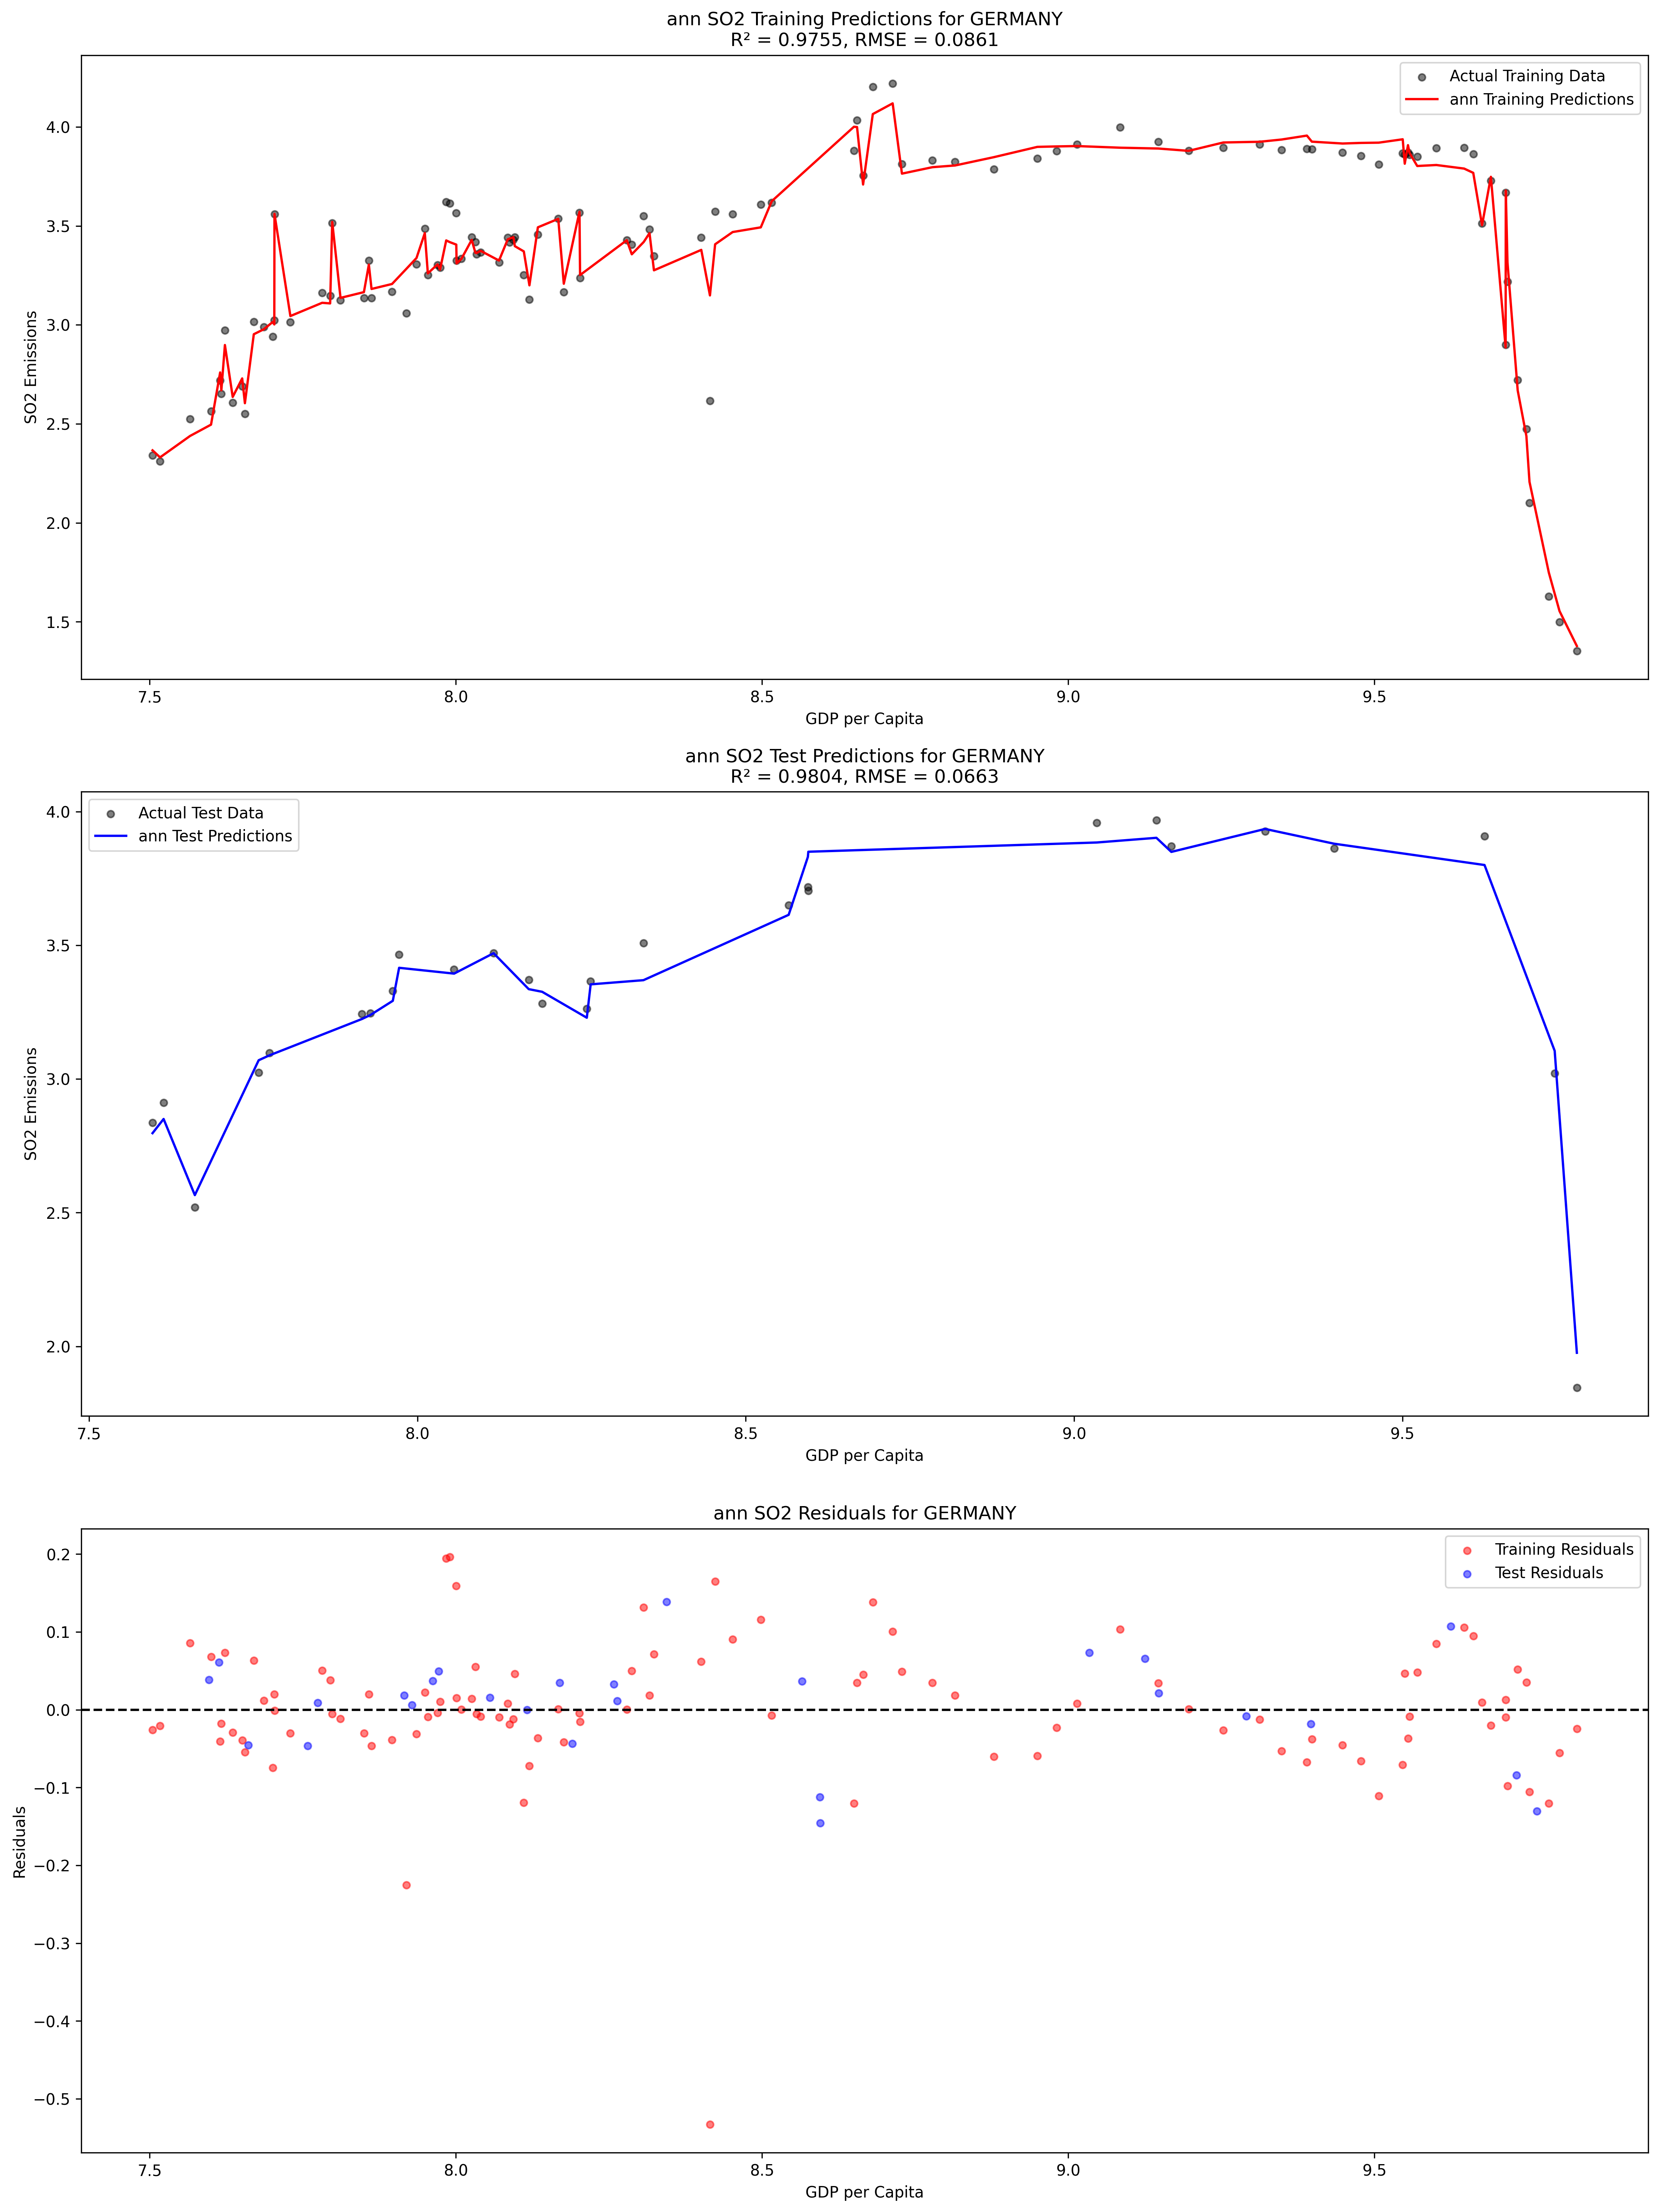 ann SO2 Training Predictions for GERMANY
R² = 0.9755, RMSE = 0.0861
Actual Training Data
ann Training Predictions
SO2 Emissions
4.0
3.5
3.0
2.5
2.0
1.5
7.5 8.0 8.5 9.0 9.5
GDP per Capita
ann SO2 Test Predictions for GERMANY
R² = 0.9804, RMSE = 0.0663
Actual Test Data
ann Test Predictions
SO2 Emissions
4.0
3.5
3.0
2.5
2.0
7.5 8.0 8.5 9.0 9.5
GDP per Capita
ann SO2 Residuals for GERMANY
Training Residuals
Test Residuals
Residuals
0.2
0.1
0.0
−0.1
−0.2
−0.3
−0.4
−0.5
7.5 8.0 8.5 9.0 9.5
GDP per Capita